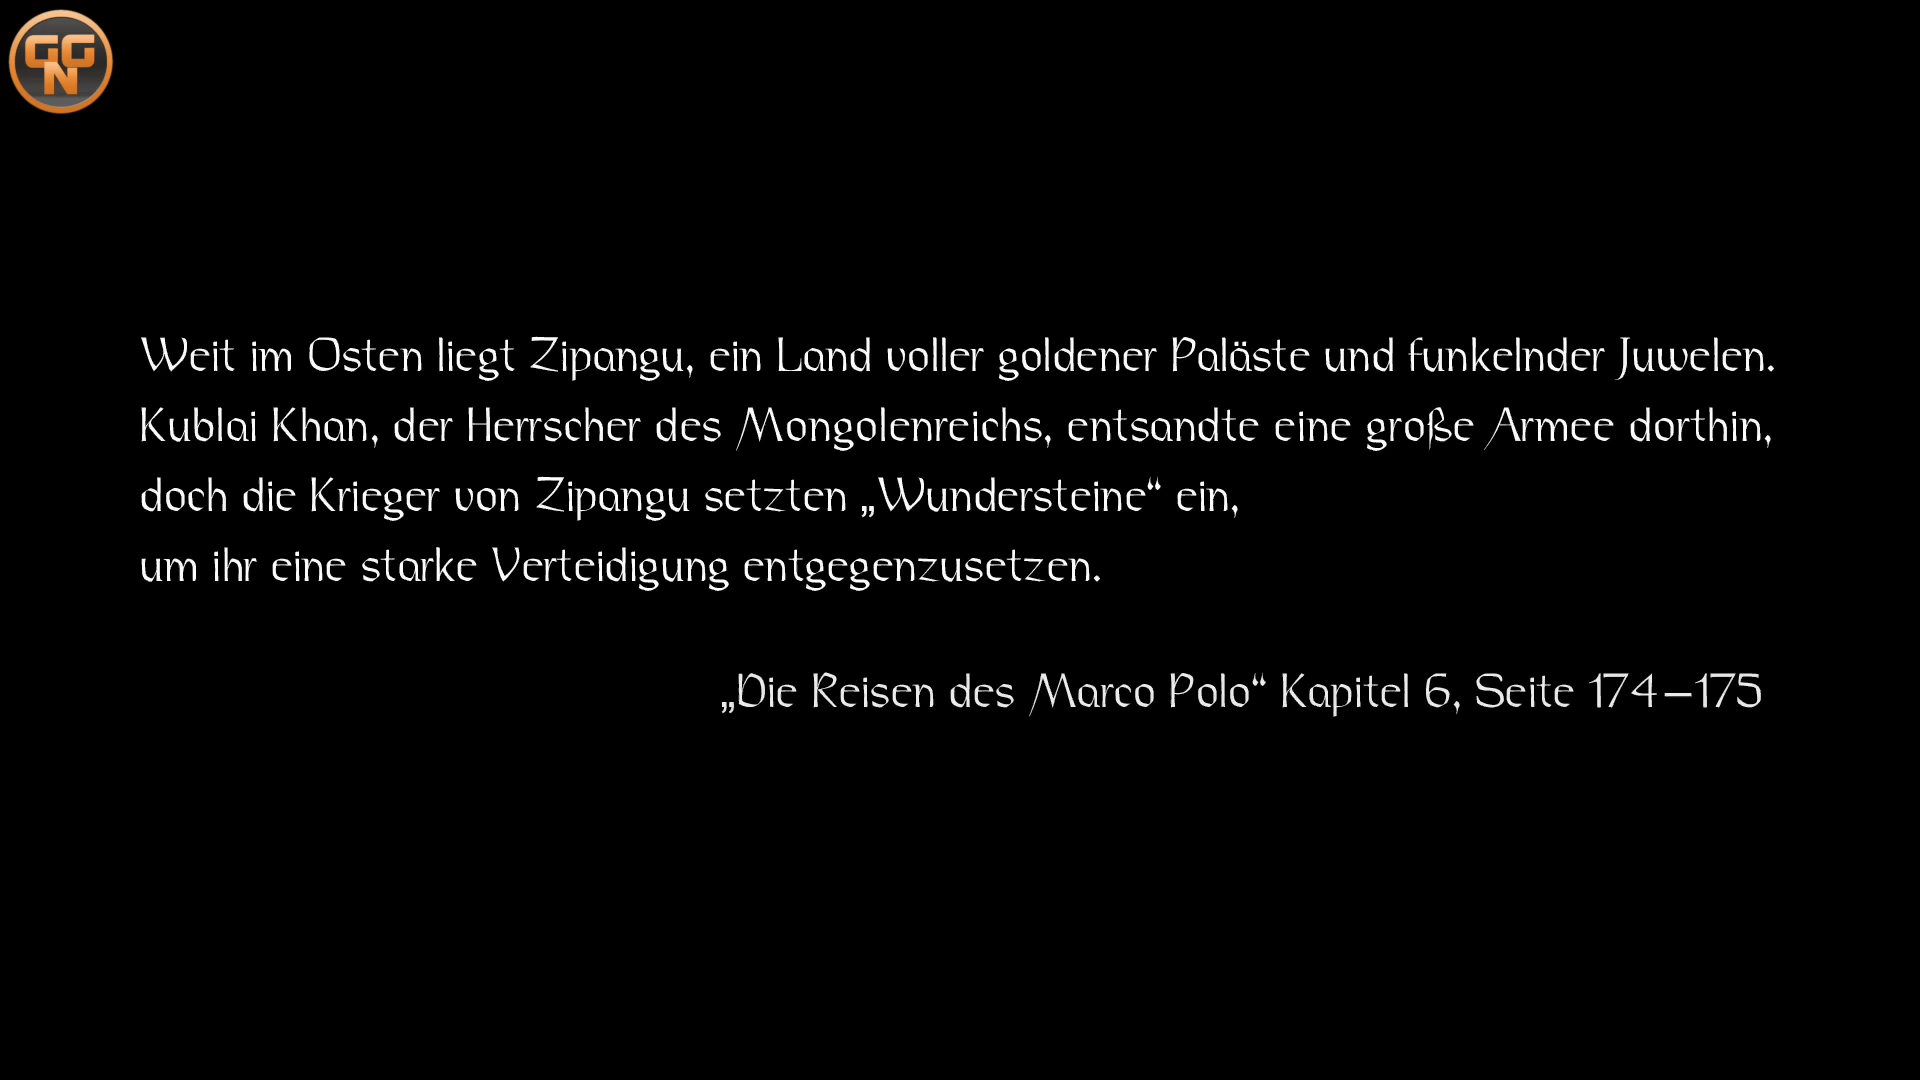 GGN
Weit im Osten liegt Zipangu, ein Land voller goldener Paläste und funkelnder Juwelen.
Kublai Khan, der Herrscher des Mongolenreichs, entsandte eine große Armee dorthin,
doch die Krieger von Zipangu setzten „Wundersteine“ ein,
um ihr eine starke Verteidigung entgegenzusetzen.
„Die Reisen des Marco Polo“ Kapitel 6, Seite 174–175